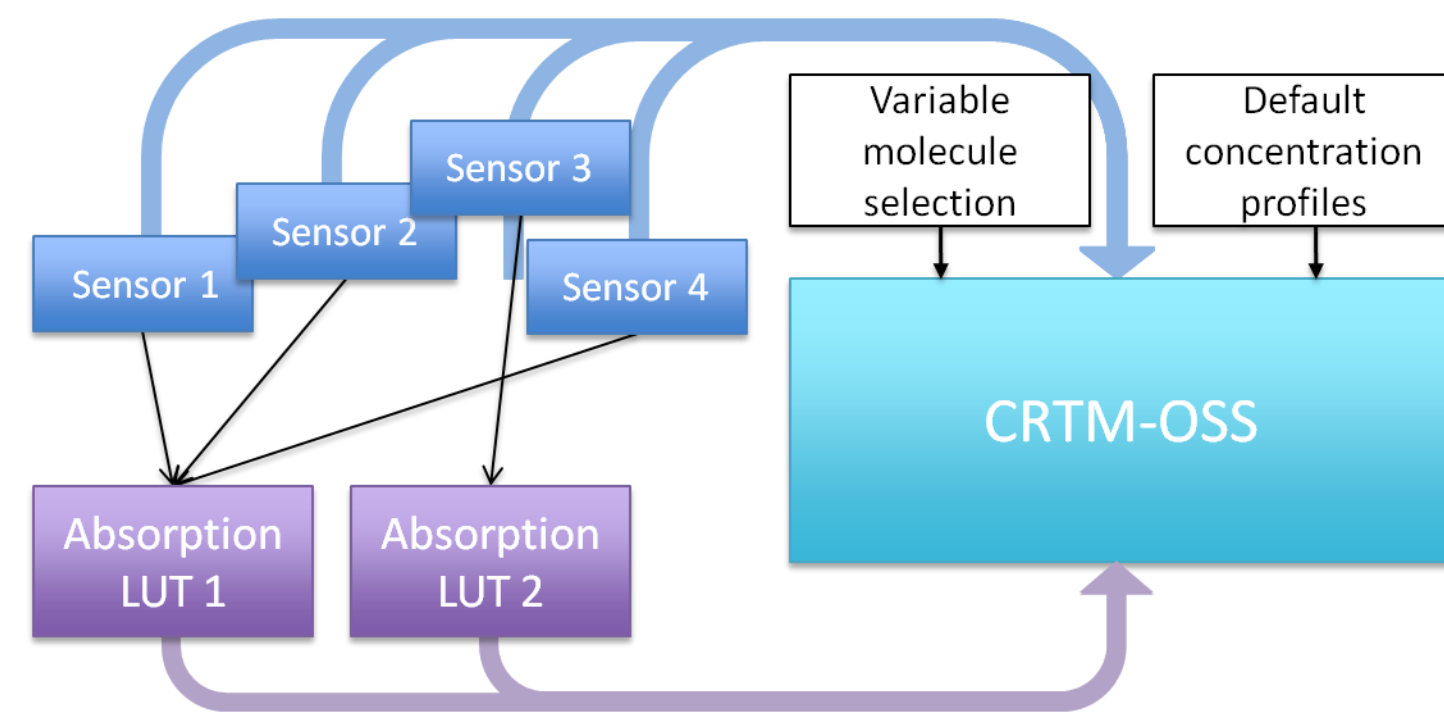 Variable
molecule
selection
Default
concentration
profiles
Sensor 3
Sensor 2
Sensor 1
Sensor 4
CRTM-OSS
Absorption
LUT 1
Absorption
LUT 2